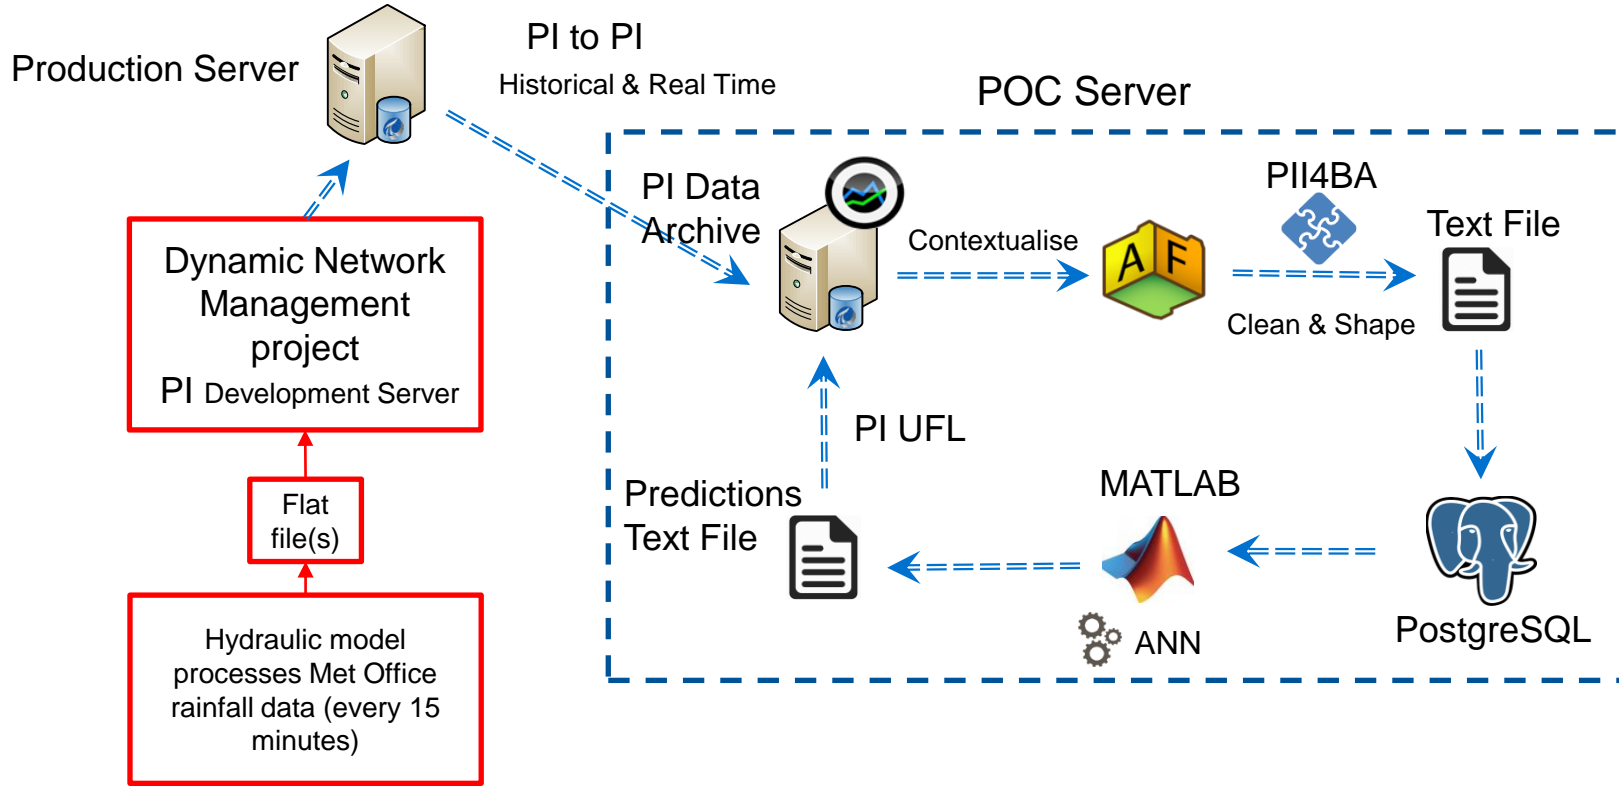 Production Server
PI to PI
Historical & Real Time
POC Server
PI Data
Archive
Contextualise
A F
PII4BA
Clean & Shape
Text File
Dynamic Network
Management
project
PI Development Server
Flat
file(s)
Hydraulic model
processes Met Office
rainfall data (every 15
minutes)
PI UFL
Predictions
Text File
MATLAB
ANN
PostgreSQL